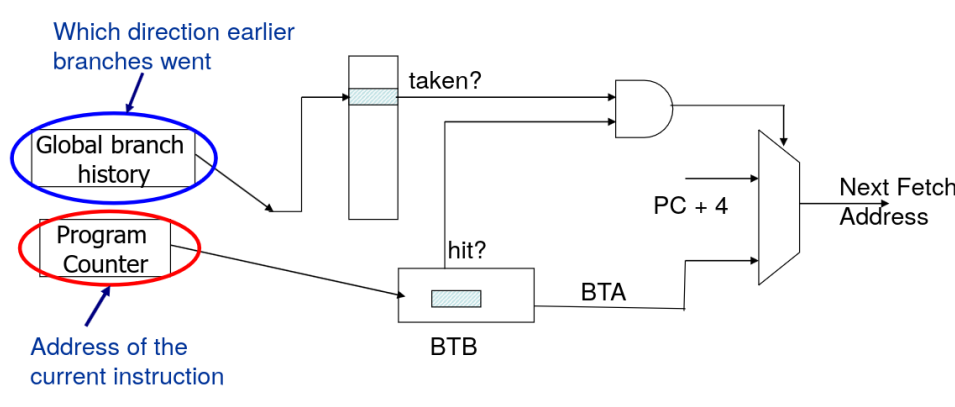 Which direction earlier
branches went
taken?
Global branch
history
Program
Counter
hit?
PC + 4
Next Fetch
Address
BTA
BTB
Address of the
current instruction